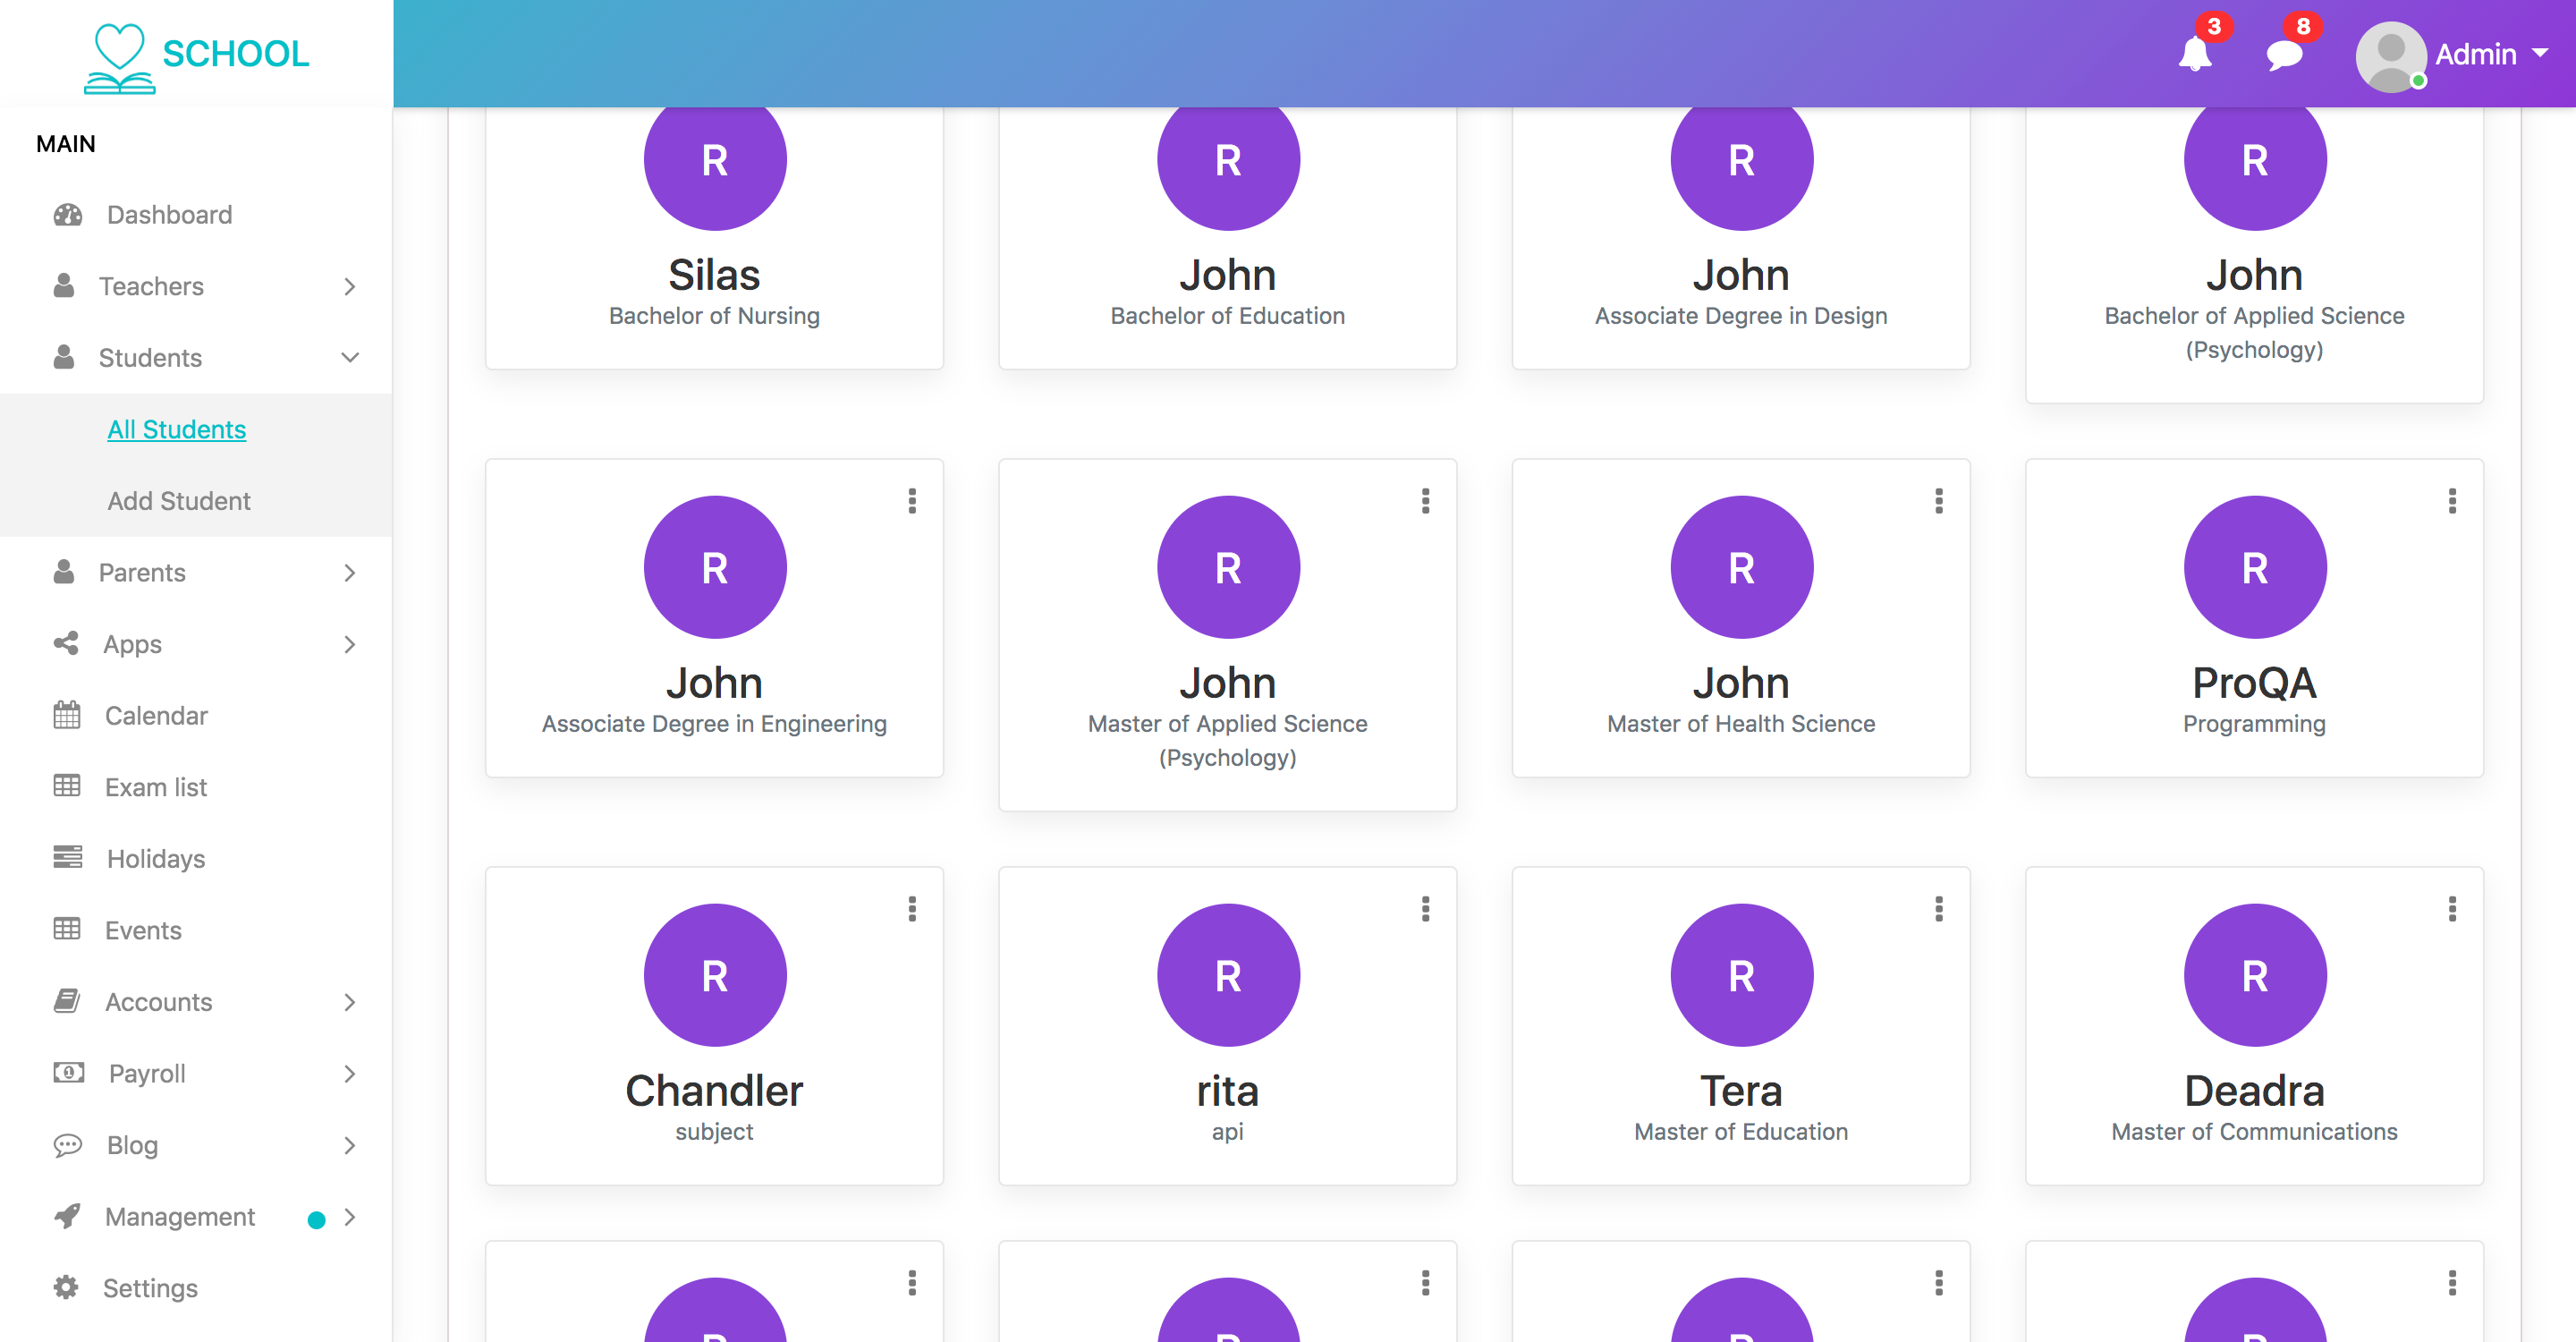 SCHOOL
3
8
Admin
MAIN
Dashboard
Teachers
Students
All Students
Add Student
Parents
Apps
Calendar
Exam list
Holidays
Events
Accounts
Payroll
Blog
Management
Settings
R
Silas
Bachelor of Nursing
R
John
Bachelor of Education
R
John
Associate Degree in Design
R
John
Bachelor of Applied Science
(Psychology)
R
John
Associate Degree in Engineering
R
John
Master of Applied Science
(Psychology)
R
John
Master of Health Science
R
ProQA
Programming
R
Chandler
subject
R
rita
api
R
Tera
Master of Education
R
Deadra
Master of Communications